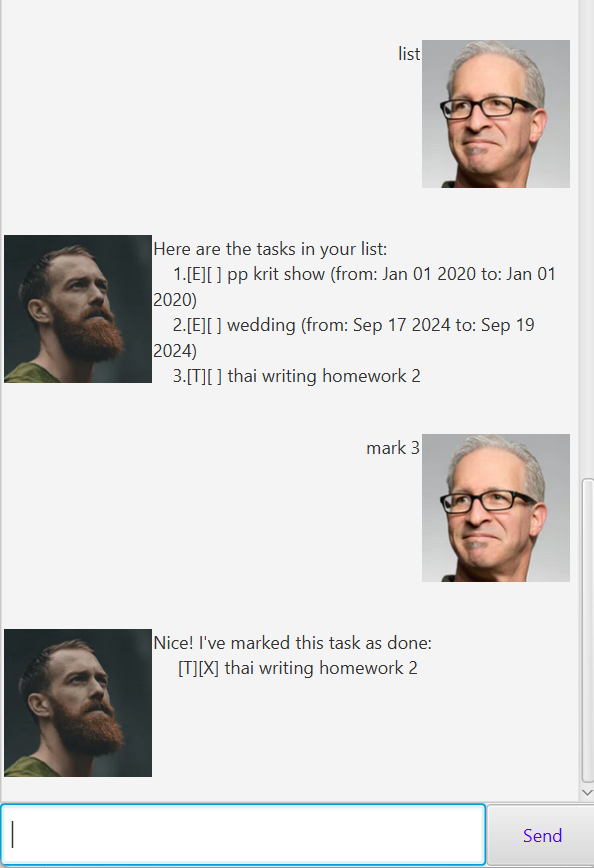 list
Here are the tasks in your list:
1.[E][ ] pp krit show (from: Jan 01 2020 to: Jan 01
2020)
2.[E][ ] wedding (from: Sep 17 2024 to: Sep 19
2024)
3.[T][ ] thai writing homework 2
mark 3
Nice! I've marked this task as done:
[T][X] thai writing homework 2
Send